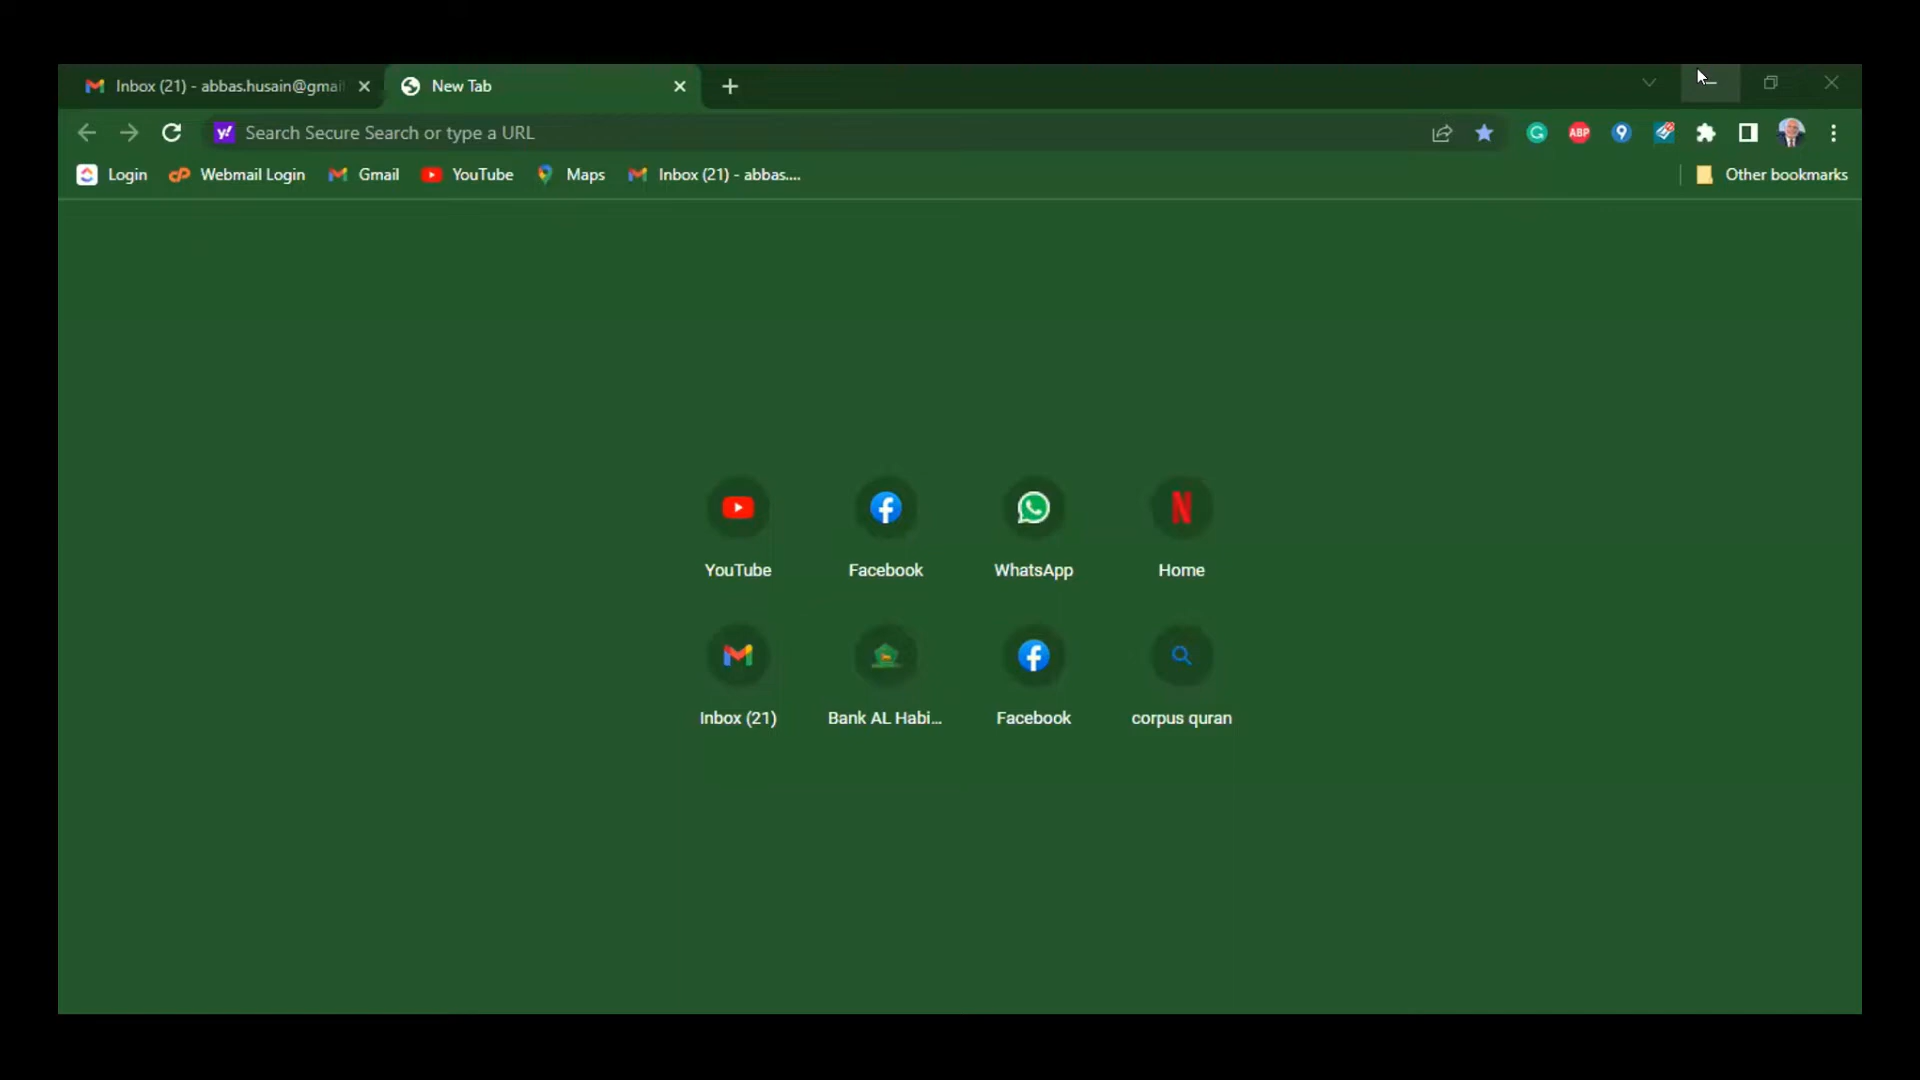 Inbox (21) - abbas.husain@gmai
New Tab
Search Secure Search or type a URL
ABP
Login
Webmail Login
Gmail
YouTube
Maps
Inbox (21) - abbas....
Other bookmarks
YouTube
Facebook
WhatsApp
Home
Inbox (21)
Bank AL Habi...
Facebook
corpus quran